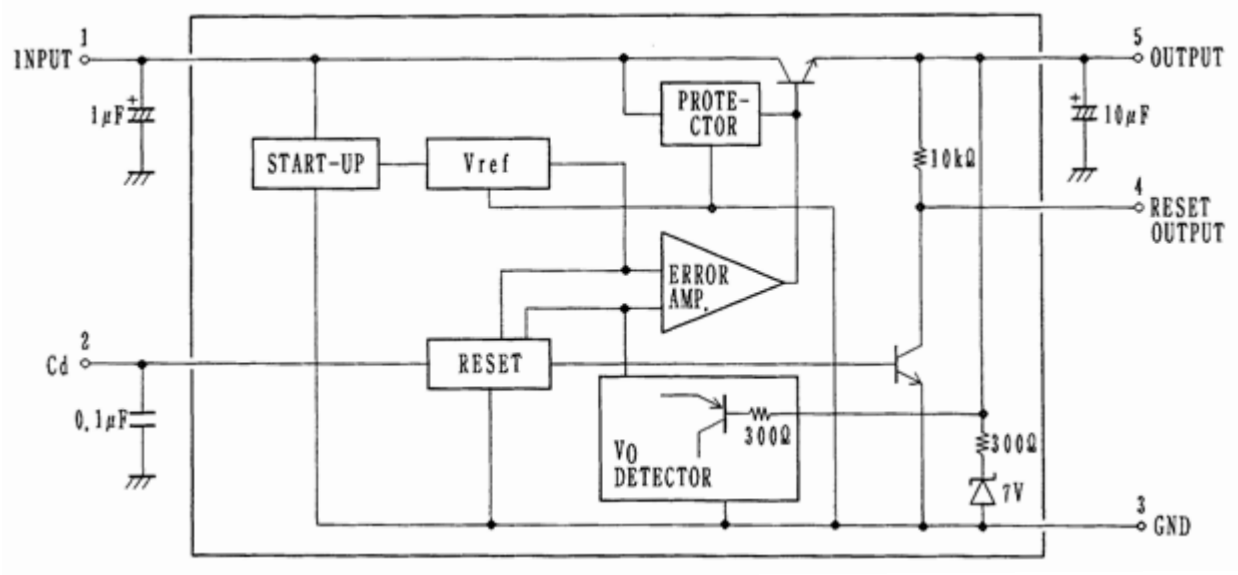 1
INPUT
1μF
+
5
OUTPUT
+
10μF
PROTE-
CTOR
START-UP
Vref
10kΩ
4
RESET
OUTPUT
ERROR
AMP.
2
Cd
RESET
0.1μF
300Ω
300Ω
VO
DETECTOR
7V
3
GND